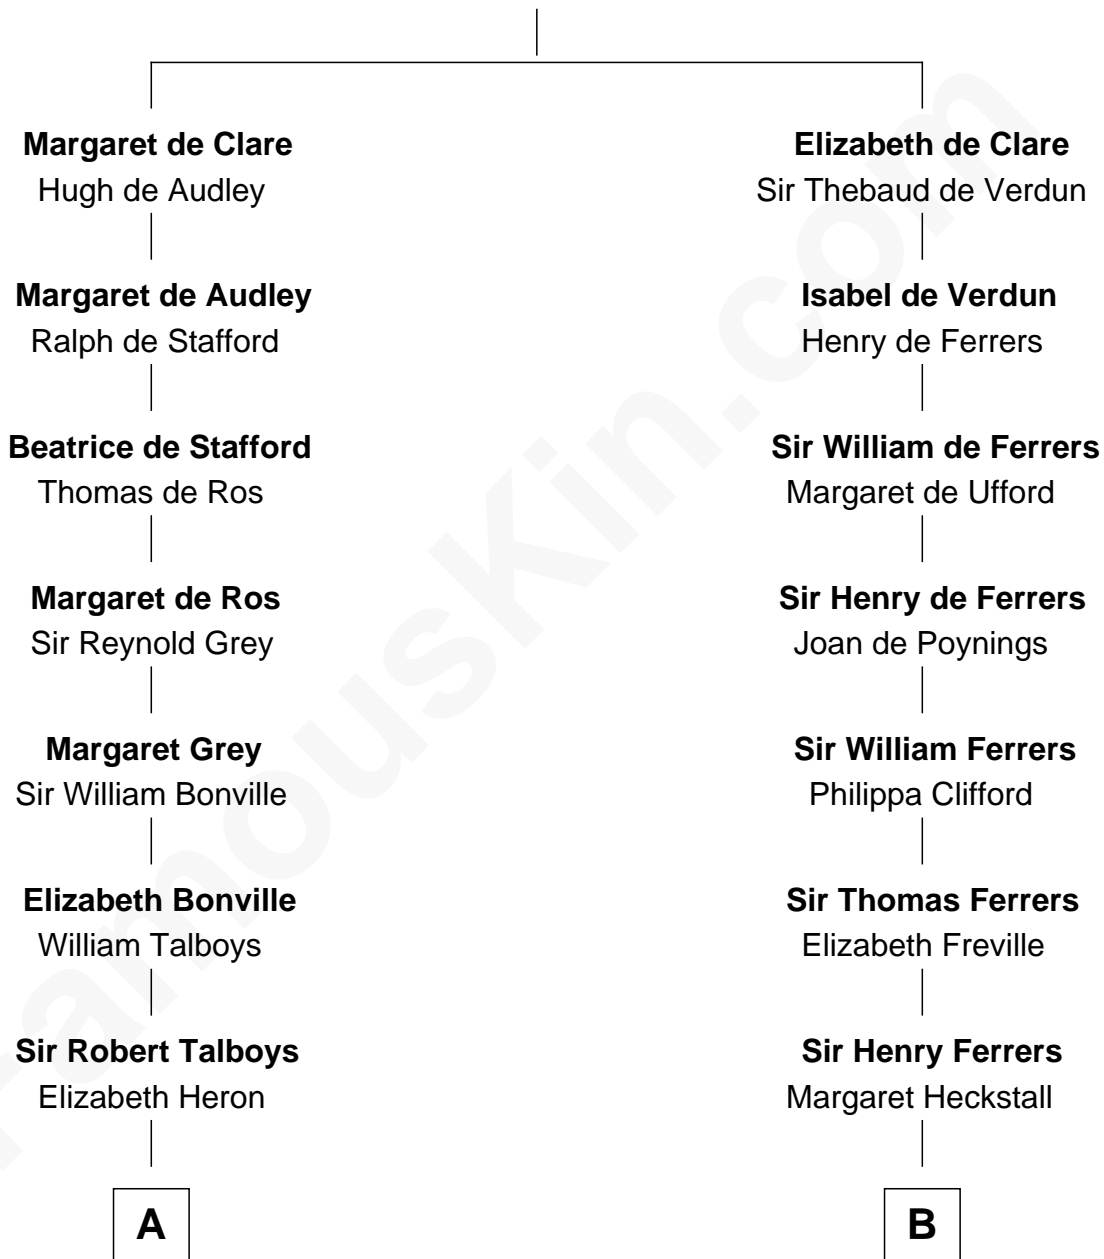 Margaret de Clare
Hugh de Audley
Margaret de Audley
Ralph de Stafford
Beatrice de Stafford
Thomas de Ros
Margaret de Ros
Sir Reynold Grey
Margaret Grey
Sir William Bonville
Elizabeth Bonville
William Talboys
Sir Robert Talboys
Elizabeth Heron
A
Elizabeth de Clare
Sir Thebaud de Verdun
Isabel de Verdun
Henry de Ferrers
Sir William de Ferrers
Margaret de Ufford
Sir Henry de Ferrers
Joan de Poynings
Sir William Ferrers
Philippa Clifford
Sir Thomas Ferrers
Elizabeth Freville
Sir Henry Ferrers
Margaret Heckstall
B
FamousKin.com